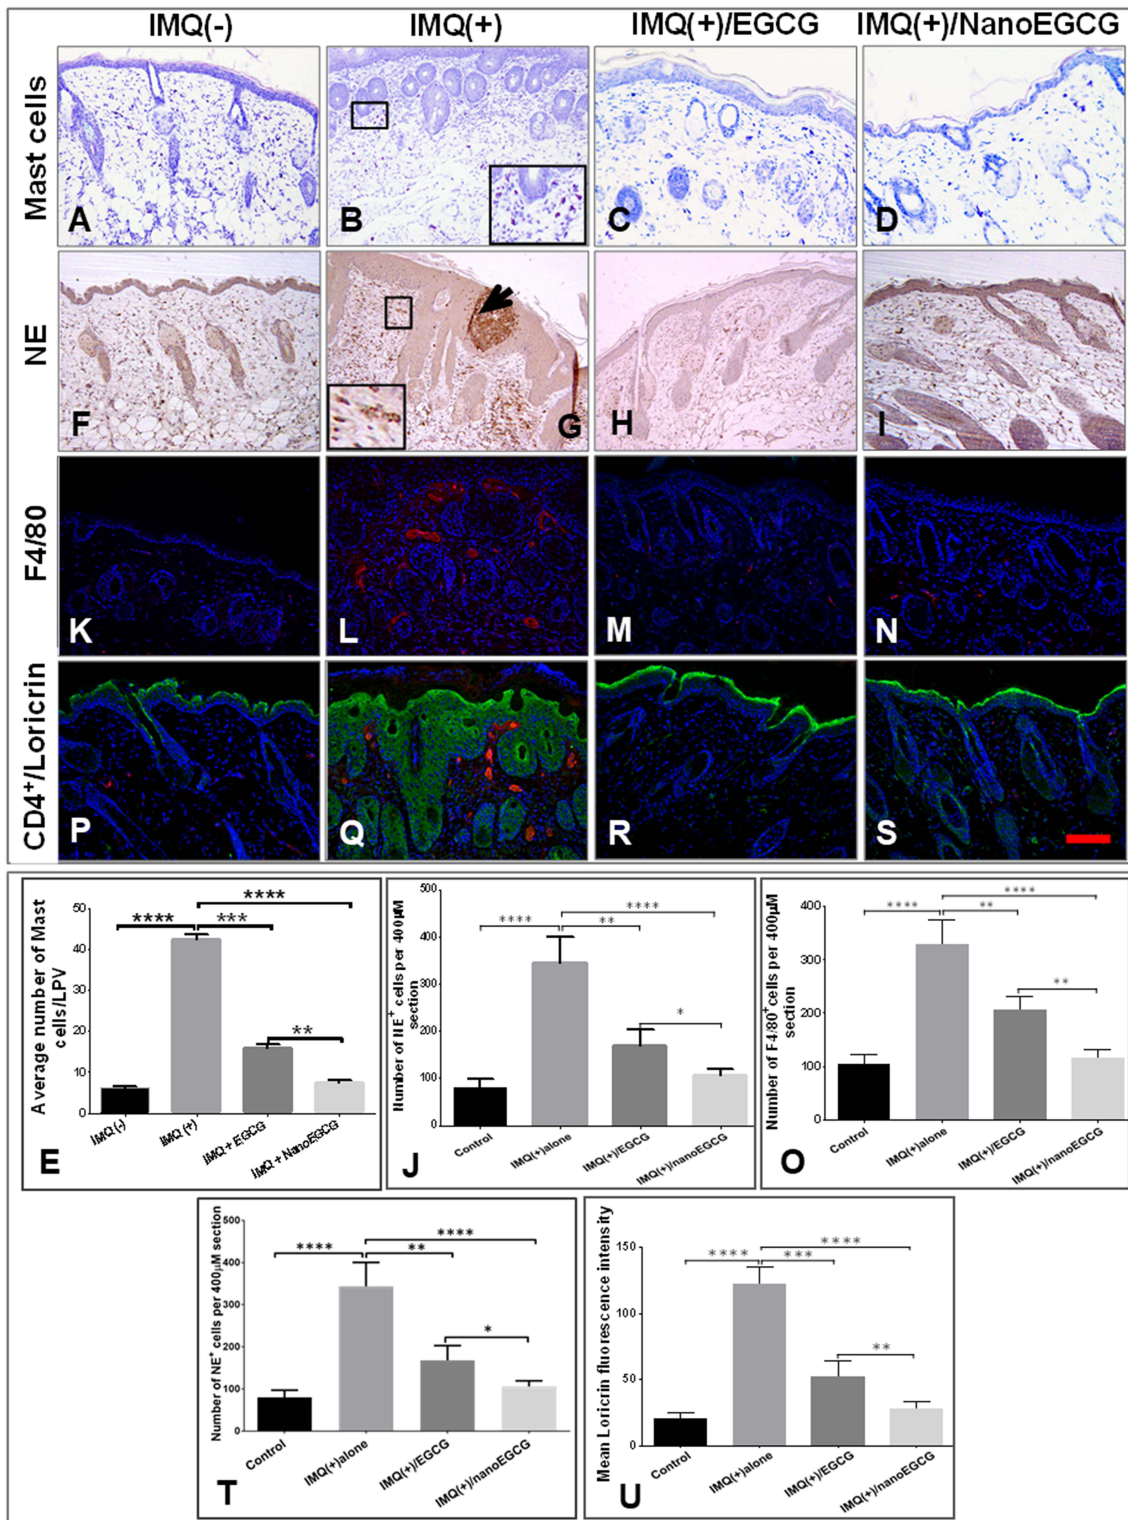 IMQ(-) IMQ(+) IMQ(+)/EGCG IMQ(+)/NanoEGCG
Mast cells
A B C D
NE
F G H I
F4/80
K L M N
CD4+/Loricrin
P Q R S
Average number of Mast
cells/LPV
50
40
30
20
10
0
**** *** ****
**
IMQ(-) IMQ(+) IMQ+EGCG IMQ+NanoEGCG
E
Number of NE+ cells per 400µM
section
500
400
300
200
100
0
**** ** ****
*
Control IMQ(+)alone IMQ(+)/EGCG IMQ(+)/nanoEGCG
J
Number of F4/80+cells per 400µM
section
400
300
200
100
0
**** ** ****
**
Control IMQ(+)alone IMQ(+)/EGCG IMQ(+)/nanoEGCG
O
Number of NE+ cells per 400µM section
500
400
300
200
100
0
**** ** ****
*
Control IMQ(+)alone IMQ(+)/EGCG IMQ(+)/nanoEGCG
T
Mean Loricrin fluorescence intensity
150
100
50
0
**** *** ****
**
Control IMQ(+)alone IMQ(+)/EGCG IMQ(+)/nanoEGCG
U